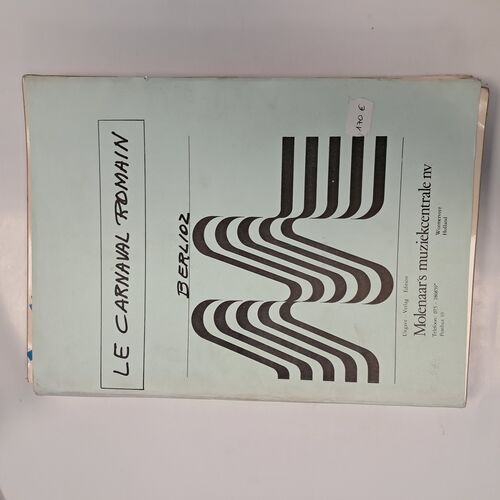 LE CARNAVAL ROMAIN
BERLIOZ
170 €
Uitgave - Verlag - Edition
Molenaar's muziekcentrale nv
Wormerveer
Holland